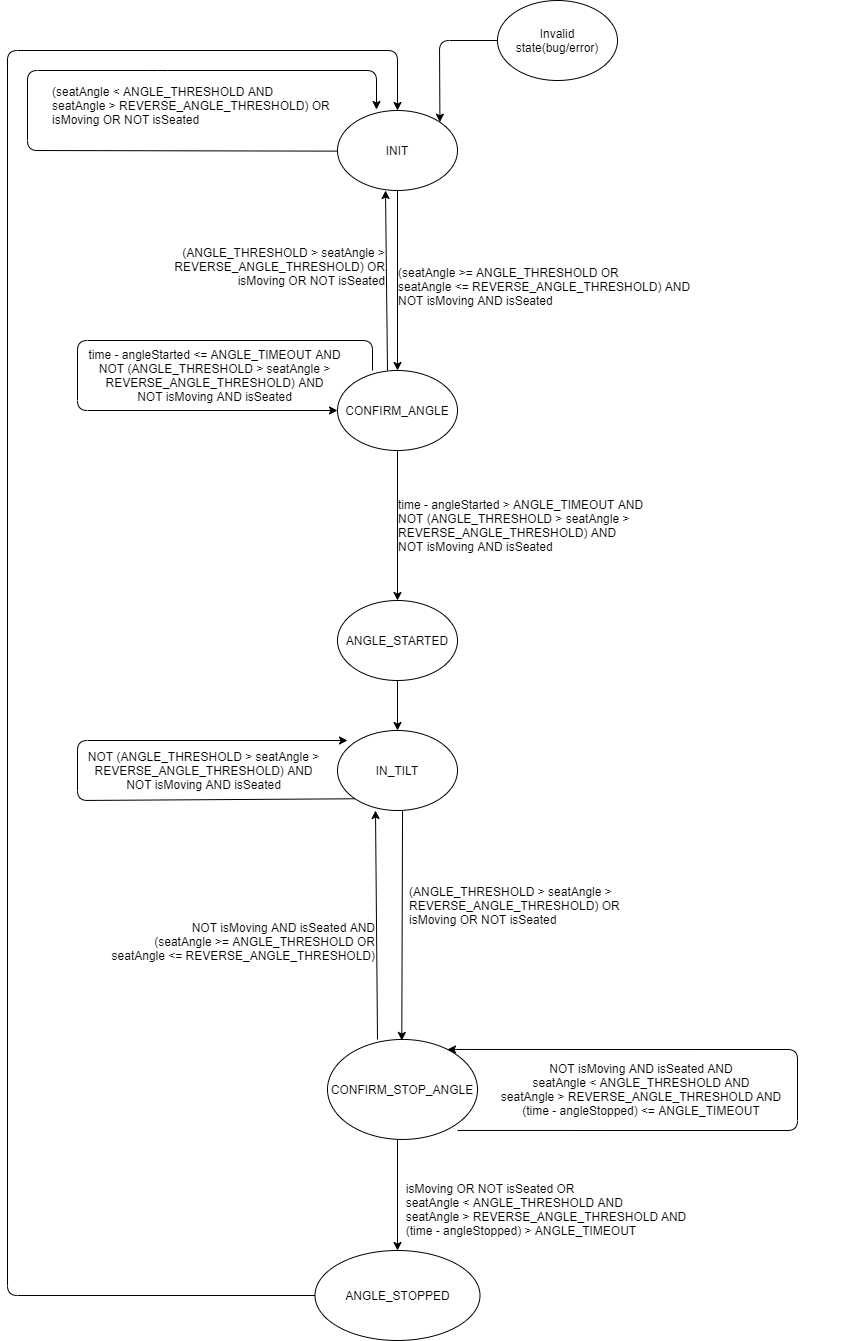 Invalid
state(bug/error)
(seatAngle < ANGLE_THRESHOLD AND
seatAngle > REVERSE_ANGLE_THRESHOLD) OR
isMoving OR NOT isSeated
INIT
(ANGLE_THRESHOLD > seatAngle >
REVERSE_ANGLE_THRESHOLD) OR
isMoving OR NOT isSeated
(seatAngle >= ANGLE_THRESHOLD OR
seatAngle <= REVERSE_ANGLE_THRESHOLD) AND
NOT isMoving AND isSeated
time - angleStarted <= ANGLE_TIMEOUT AND
NOT (ANGLE_THRESHOLD > seatAngle >
REVERSE_ANGLE_THRESHOLD) AND
NOT isMoving AND isSeated
CONFIRM_ANGLE
time - angleStarted > ANGLE_TIMEOUT AND
NOT (ANGLE_THRESHOLD > seatAngle >
REVERSE_ANGLE_THRESHOLD) AND
NOT isMoving AND isSeated
ANGLE_STARTED
NOT (ANGLE_THRESHOLD > seatAngle >
REVERSE_ANGLE_THRESHOLD) AND
NOT isMoving AND isSeated
IN_TILT
(ANGLE_THRESHOLD > seatAngle >
REVERSE_ANGLE_THRESHOLD) OR
isMoving OR NOT isSeated
NOT isMoving AND isSeated AND
(seatAngle >= ANGLE_THRESHOLD OR
seatAngle <= REVERSE_ANGLE_THRESHOLD)
CONFIRM_STOP_ANGLE
NOT isMoving AND isSeated AND
seatAngle < ANGLE_THRESHOLD AND
seatAngle > REVERSE_ANGLE_THRESHOLD AND
(time - angleStopped) <= ANGLE_TIMEOUT
isMoving OR NOT isSeated OR
seatAngle < ANGLE_THRESHOLD AND
seatAngle > REVERSE_ANGLE_THRESHOLD AND
(time - angleStopped) > ANGLE_TIMEOUT
ANGLE_STOPPED